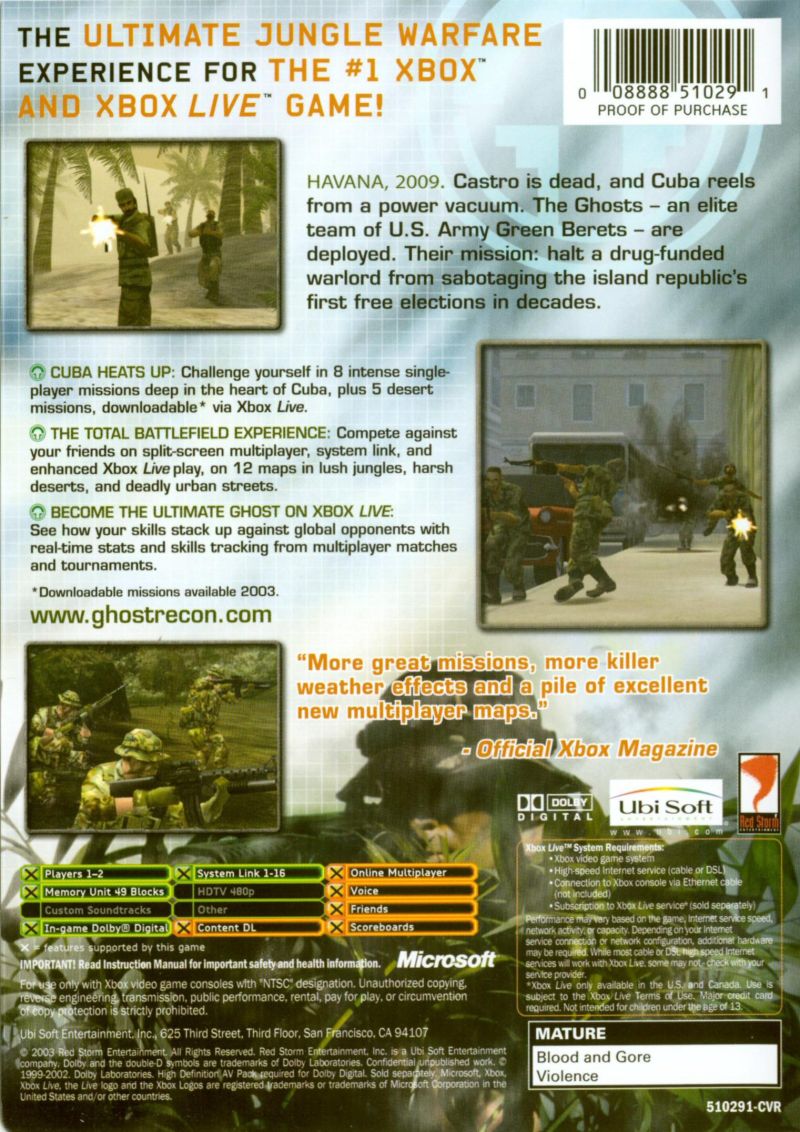 THE ULTIMATE JUNGLE WARFARE
EXPERIENCE FOR THE #1 XBOX™
AND XBOX LIVE™ GAME!
0 08888 51029 1
PROOF OF PURCHASE
HAVANA, 2009. Castro is dead, and Cuba reels
from a power vacuum. The Ghosts – an elite
team of U.S. Army Green Berets – are
deployed. Their mission: halt a drug-funded
warlord from sabotaging the island republic's
first free elections in decades.
CUBA HEATS UP: Challenge yourself in 8 intense single-
player missions deep in the heart of Cuba, plus 5 desert
missions, downloadable* via Xbox Live.
THE TOTAL BATTLEFIELD EXPERIENCE: Compete against
your friends on split-screen multiplayer, system link, and
enhanced Xbox Live play, on 12 maps in lush jungles, harsh
deserts, and deadly urban streets.
BECOME THE ULTIMATE GHOST ON XBOX LIVE:
See how your skills stack up against global opponents with
real-time stats and skills tracking from multiplayer matches
and tournaments.
*Downloadable missions available 2003.
www.ghostrecon.com
"More great missions, more killer
weather effects and a pile of excellent
new multiplayer maps."
- Official Xbox Magazine
DOLBY
DIGITAL
Ubi Soft
ENTERTAINMENT
www.ubi.com
Red Storm
ENTERTAINMENT
Players 1–2
System Link 1-16
Online Multiplayer
Memory Unit 49 Blocks
HDTV 480p
Voice
Custom Soundtracks
Other
Friends
In-game Dolby® Digital
Content DL
Scoreboards
X = features supported by this game
IMPORTANT! Read Instruction Manual for important safety and health information.
Microsoft
For use only with Xbox video game consoles with "NTSC" designation. Unauthorized copying,
reverse engineering, transmission, public performance, rental, pay for play, or circumvention
of copy protection is strictly prohibited.
Ubi Soft Entertainment, Inc., 625 Third Street, Third Floor, San Francisco, CA 94107
© 2003 Red Storm Entertainment. All Rights Reserved. Red Storm Entertainment, Inc. is a Ubi Soft Entertainment
company. Dolby and the double-D symbols are trademarks of Dolby Laboratories. Confidential unpublished work. ©
1999-2002. Dolby Laboratories. High Definition AV Pack required for Dolby Digital. Sold separately. Microsoft, Xbox,
Xbox Live, the Live logo and the Xbox Logos are registered trademarks or trademarks of Microsoft Corporation in the
United States and/or other countries.
Xbox Live™ System Requirements:
• Xbox video game system
• High-speed Internet service (cable or DSL)
• Connection to Xbox console via Ethernet cable
(not included)
• Subscription to Xbox Live service* (sold separately)
Performance may vary based on the game, Internet service speed,
network activity, or capacity. Depending on your Internet
service connection or network configuration, additional hardware
may be required. While most cable or DSL high speed Internet
services will work with Xbox Live, some may not - check with your
service provider.
*Xbox Live only available in the U.S. and Canada. Use is
subject to the Xbox Live Terms of Use. Major credit card
required. Not intended for children under the age of 13.
MATURE
Blood and Gore
Violence
510291-CVR